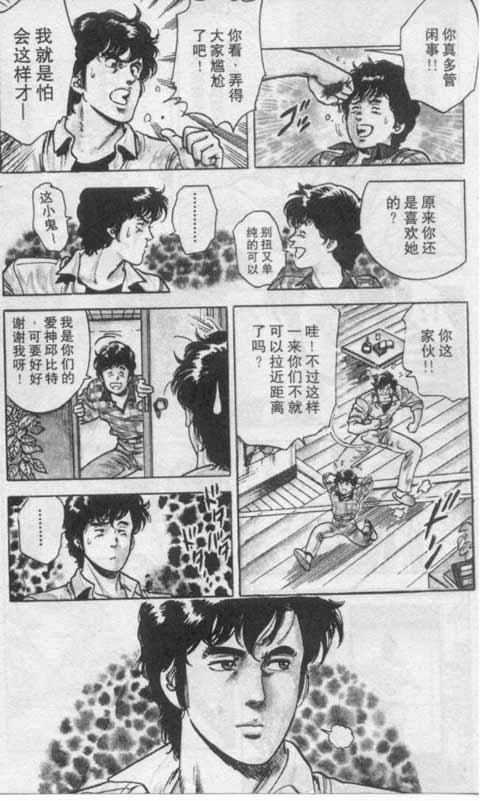 你真多管
闲事!!
你看，弄得
大家尴尬
了吧！
我就是怕
会这样才—
原来你还
是喜欢她
的？
别扭又单
纯的可以
………
这小鬼—
你这
家伙!!
哇！不过这样
一来你们不就
可以拉近距离
了吗？
我是你们的
爱神邱比特
，可要好好
谢谢我呀！
………